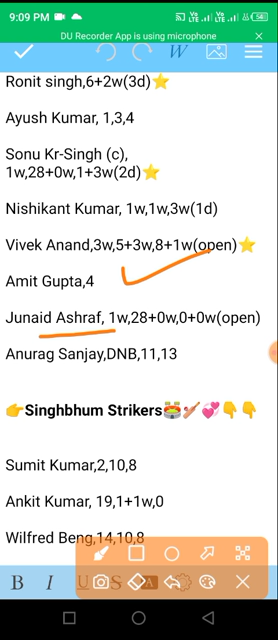 9:09 PM
DU Recorder App is using microphone
W
Ronit singh,6+2w(3d)⭐
Ayush Kumar, 1,3,4
Sonu Kr-Singh (c),
1w,28+0w,1+3w(2d)⭐
Nishikant Kumar, 1w,1w,3w(1d)
Vivek Anand,3w,5+3w,8+1w(open)⭐
Amit Gupta,4
Junaid Ashraf, 1w,28+0w,0+0w(open)
Anurag Sanjay,DNB,11,13
👉Singhbhum Strikers🏟️🏏💞👇👇
Sumit Kumar,2,10,8
Ankit Kumar, 19,1+1w,0
Wilfred Beng,14,10,8
B I U S A